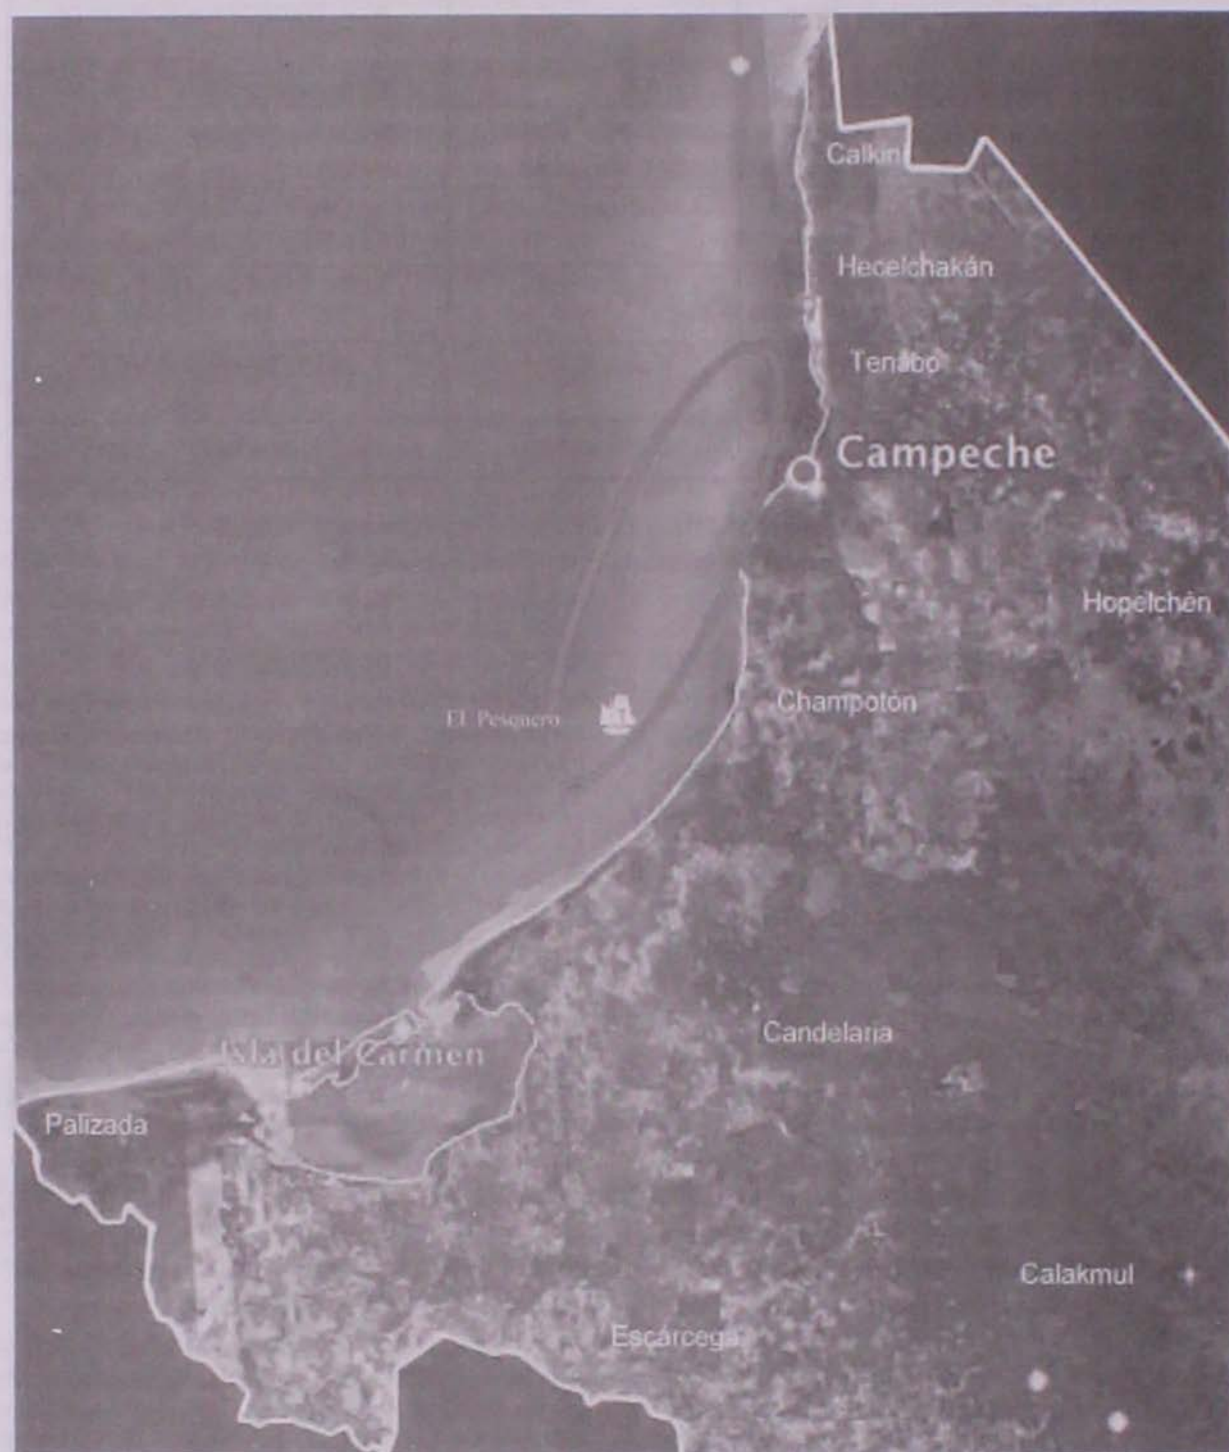 Calkiní
Hecelchakán
Tenabo
Campeche
Hopelchén
Champotón
El Pesquero
Candelaria
Isla del Carmen
Palizada
Calakmul
Escárcega